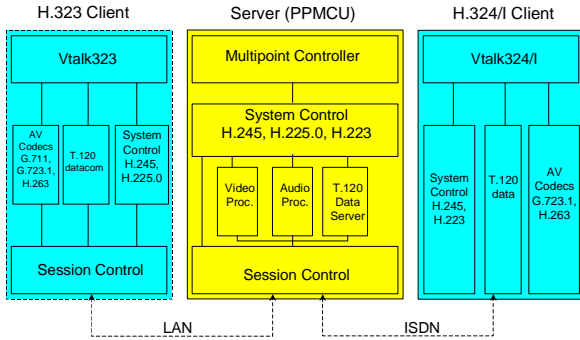 H.323 Client
Server (PPMCU)
H.324/I Client
Vtalk323
Multipoint Controller
Vtalk324/I
AV
Codecs
G.711,
G.723.1,
H.263
T.120
datacom
System
Control
H.245,
H.225.0
System Control
H.245, H.225.0, H.223
Video
Proc.
Audio
Proc.
T.120
Data
Server
System
Control
H.245,
H.223
T.120
data
AV
Codecs
G.723.1,
H.263
Session Control
Session Control
LAN
ISDN